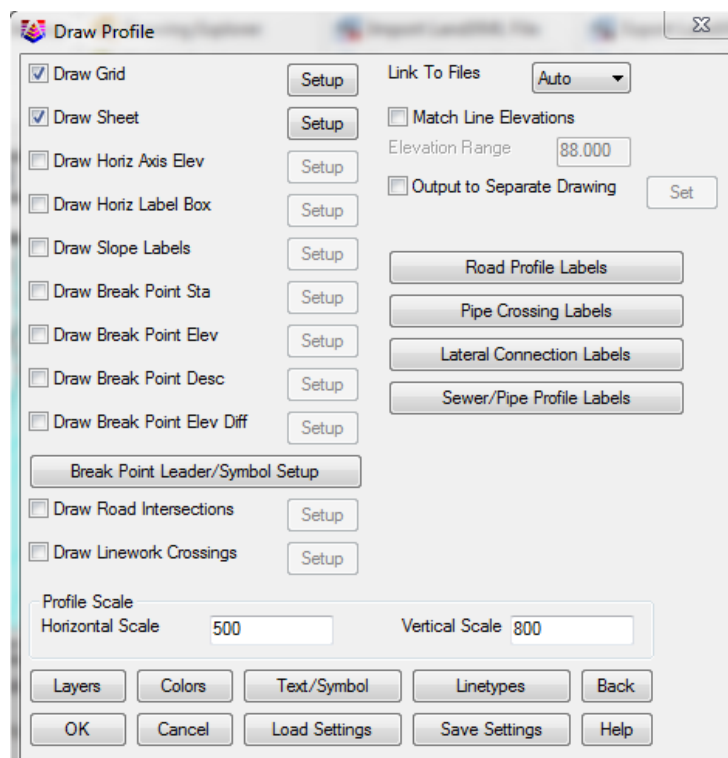 Draw Profile
Draw Grid
Setup
Draw Sheet
Setup
Draw Horiz Axis Elev
Setup
Draw Horiz Label Box
Setup
Draw Slope Labels
Setup
Draw Break Point Sta
Setup
Draw Break Point Elev
Setup
Draw Break Point Desc
Setup
Draw Break Point Elev Diff
Setup
Break Point Leader/Symbol Setup
Draw Road Intersections
Setup
Draw Linework Crossings
Setup
Link To Files Auto
Match Line Elevations
Elevation Range 88.000
Output to Separate Drawing Set
Road Profile Labels
Pipe Crossing Labels
Lateral Connection Labels
Sewer/Pipe Profile Labels
Profile Scale
Horizontal Scale 500 Vertical Scale 800
Layers Colors Text/Symbol Linetypes Back
OK Cancel Load Settings Save Settings Help